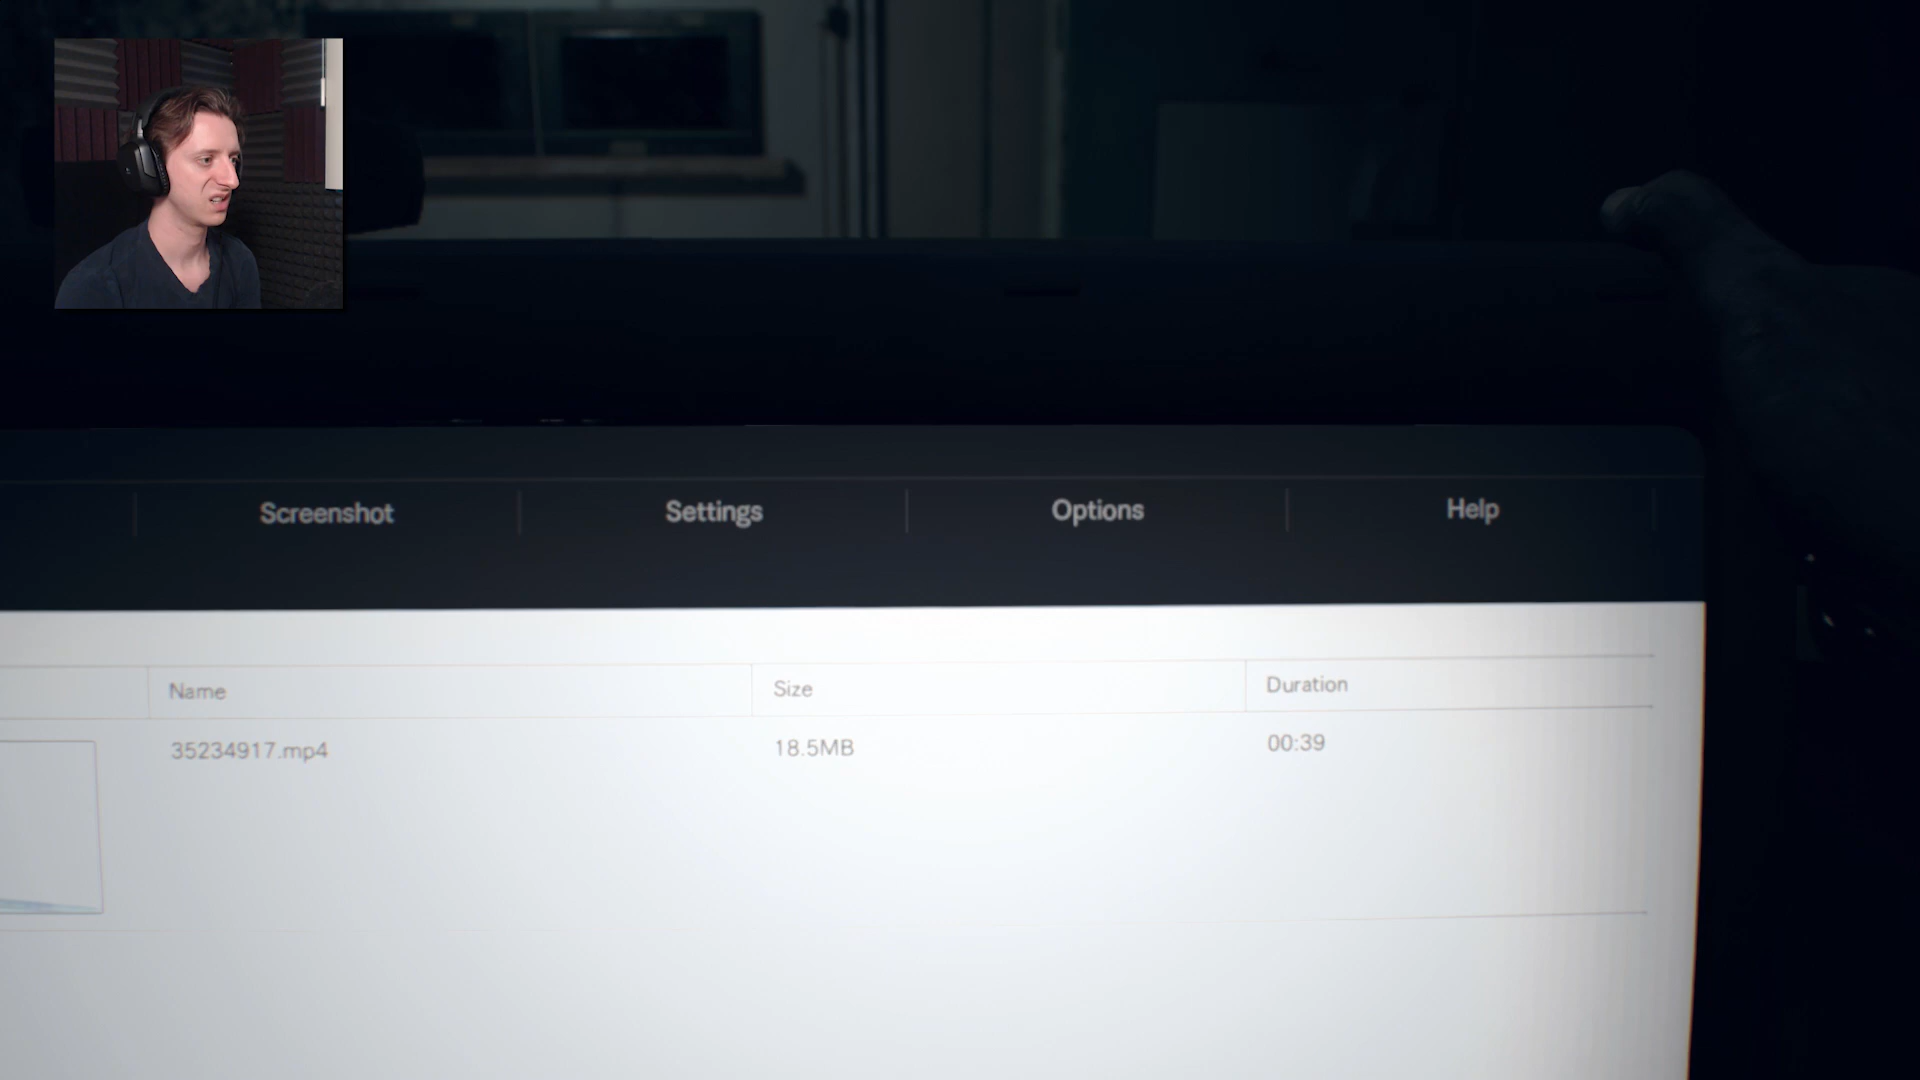 Screenshot Settings Options Help
Name Size Duration
35234917.mp4 18.5MB 00:39